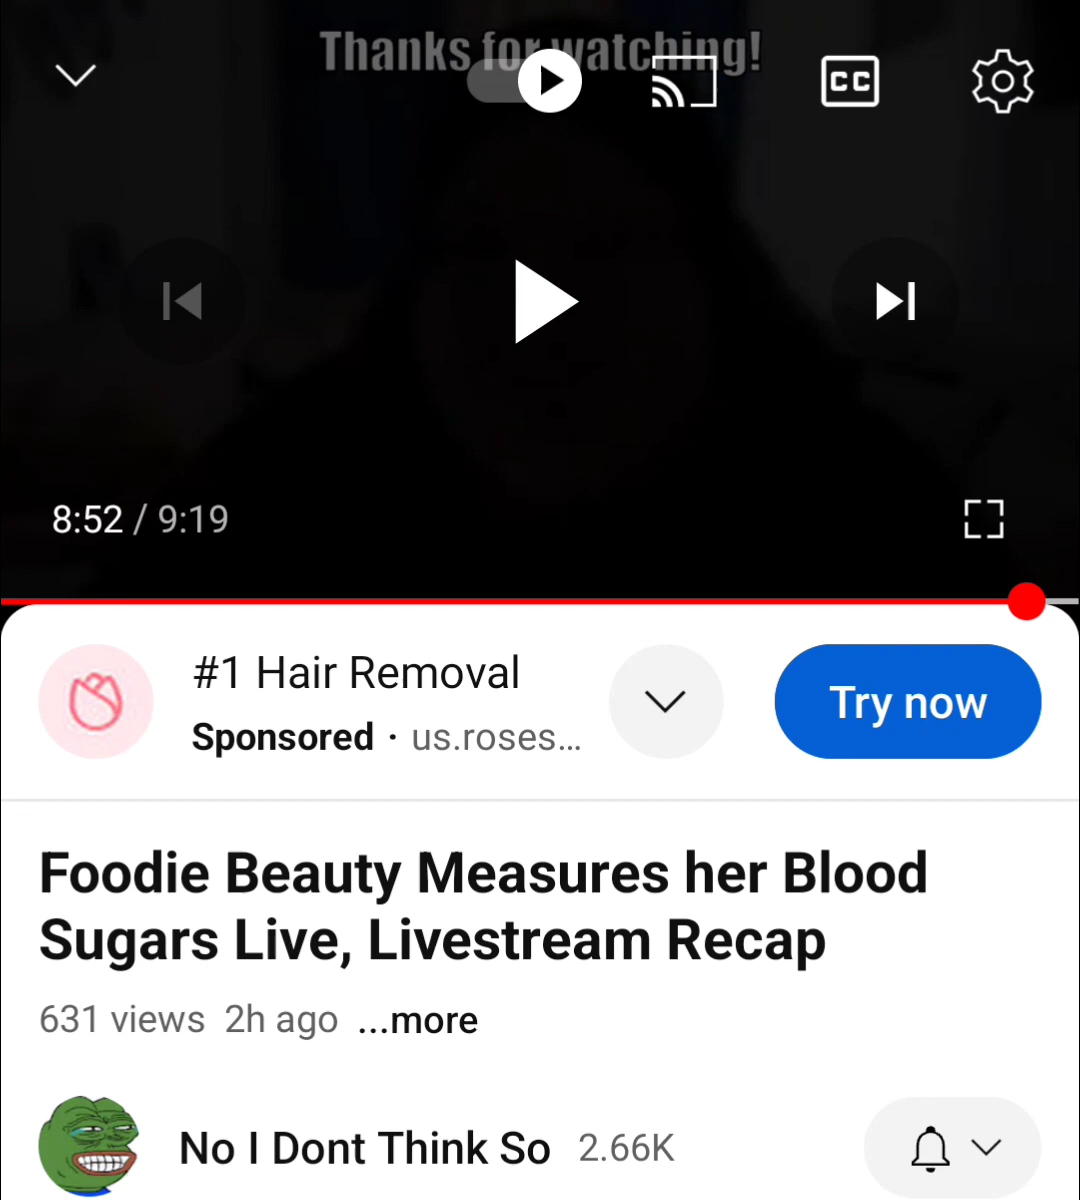 Thanks for watching!
CC
8:52 / 9:19
#1 Hair Removal
Sponsored · us.roses...
Try now
Foodie Beauty Measures her Blood
Sugars Live, Livestream Recap
631 views 2h ago ...more
No I Dont Think So 2.66K